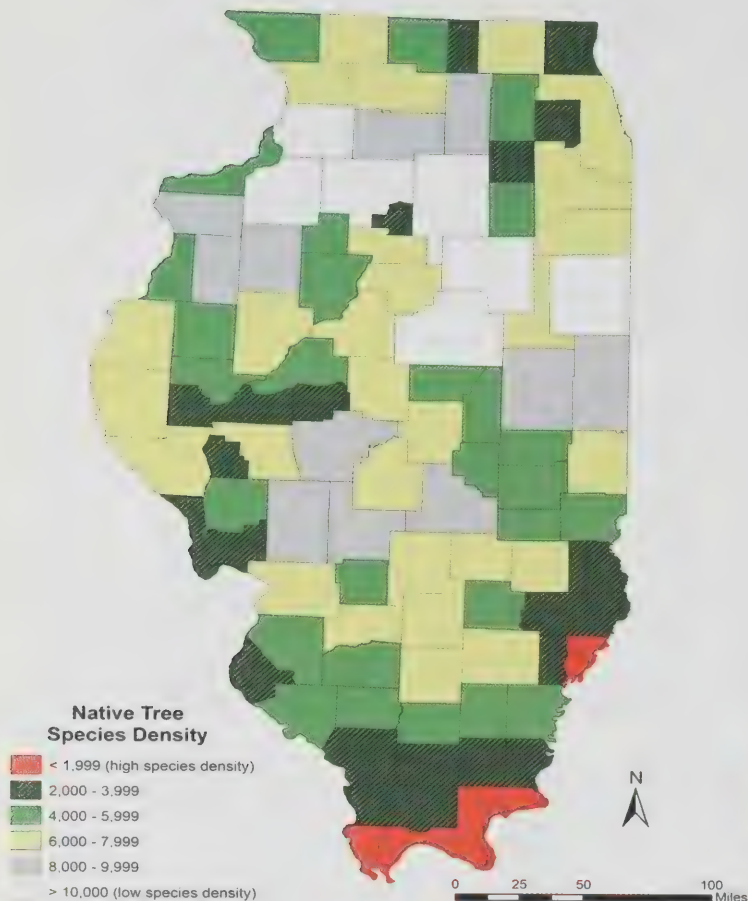 Native Tree
Species Density
< 1,999 (high species density)
2,000 - 3,999
4,000 - 5,999
6,000 - 7,999
8,000 - 9,999
> 10,000 (low species density)
N
0 25 50 100
Miles